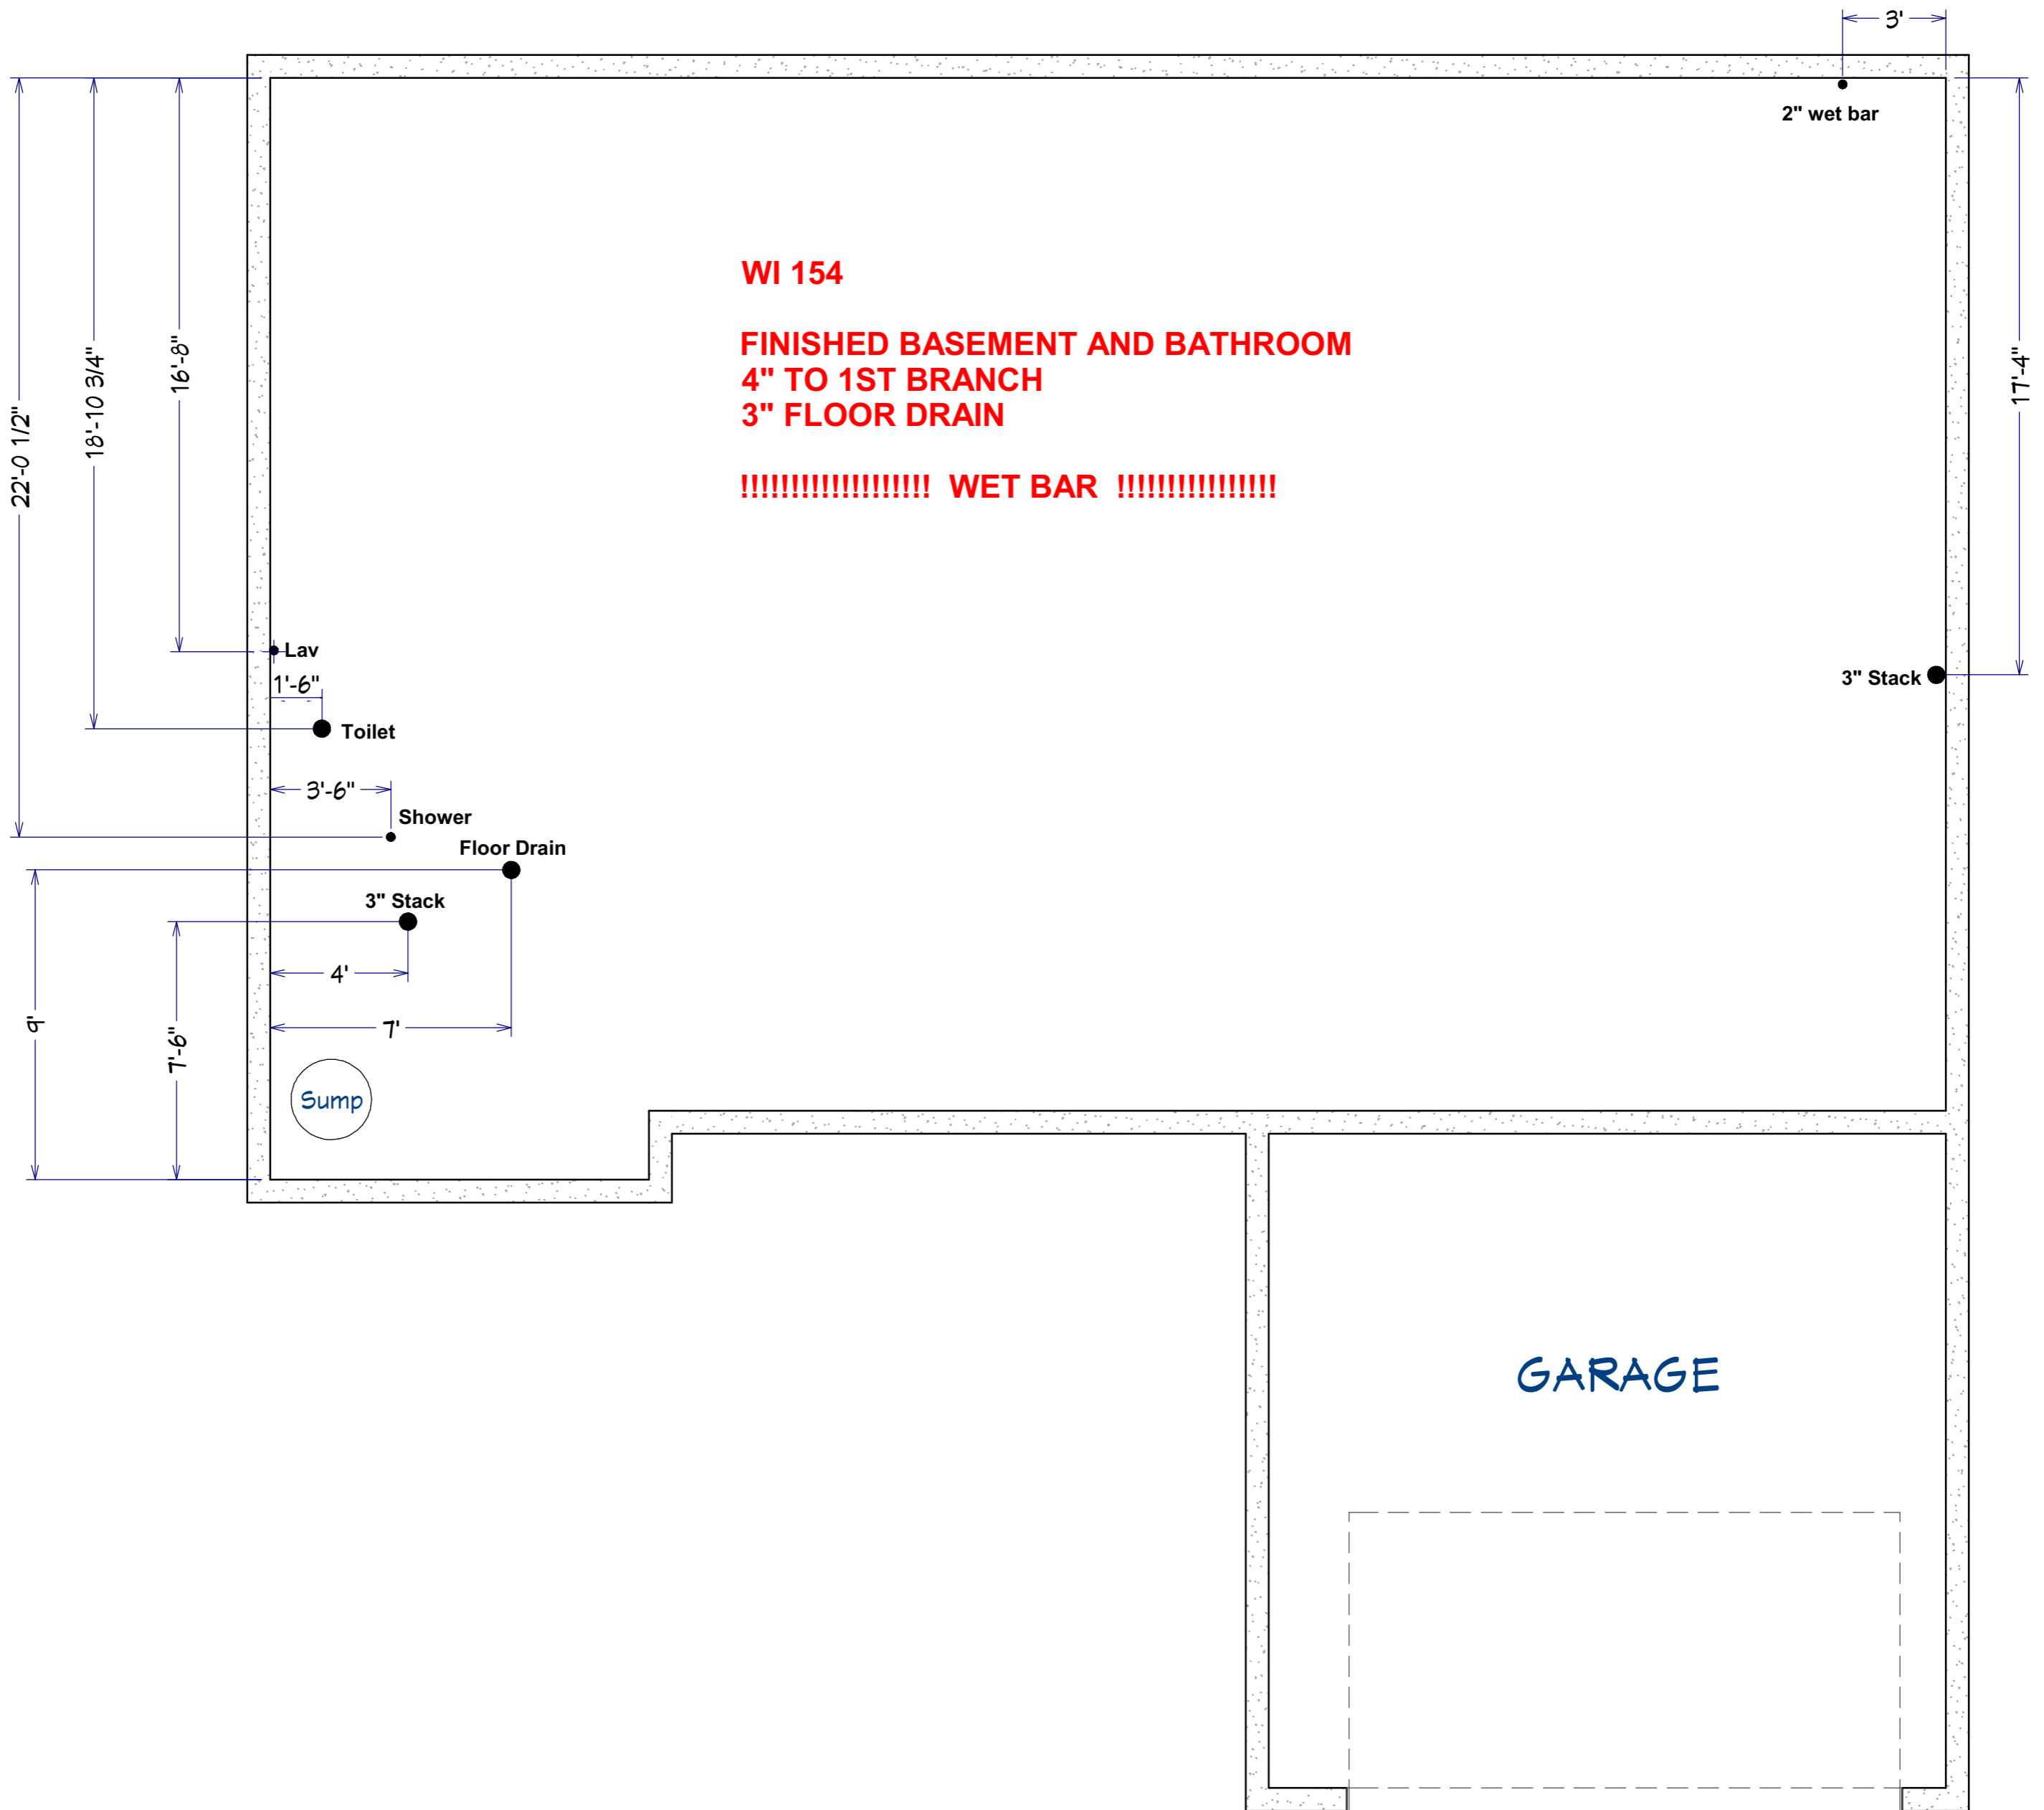 3'
2" wet bar
WI 154
FINISHED BASEMENT AND BATHROOM
4" TO 1ST BRANCH
3" FLOOR DRAIN
!!!!!!!!!!!!!!!!!!! WET BAR !!!!!!!!!!!!!!!!
22'-0 1/2"
18'-10 3/4"
16'-8"
17'-4"
Lav
1'-6"
Toilet
3" Stack
3'-6"
Shower
Floor Drain
3" Stack
4'
7'
9'
7'-6"
Sump
GARAGE